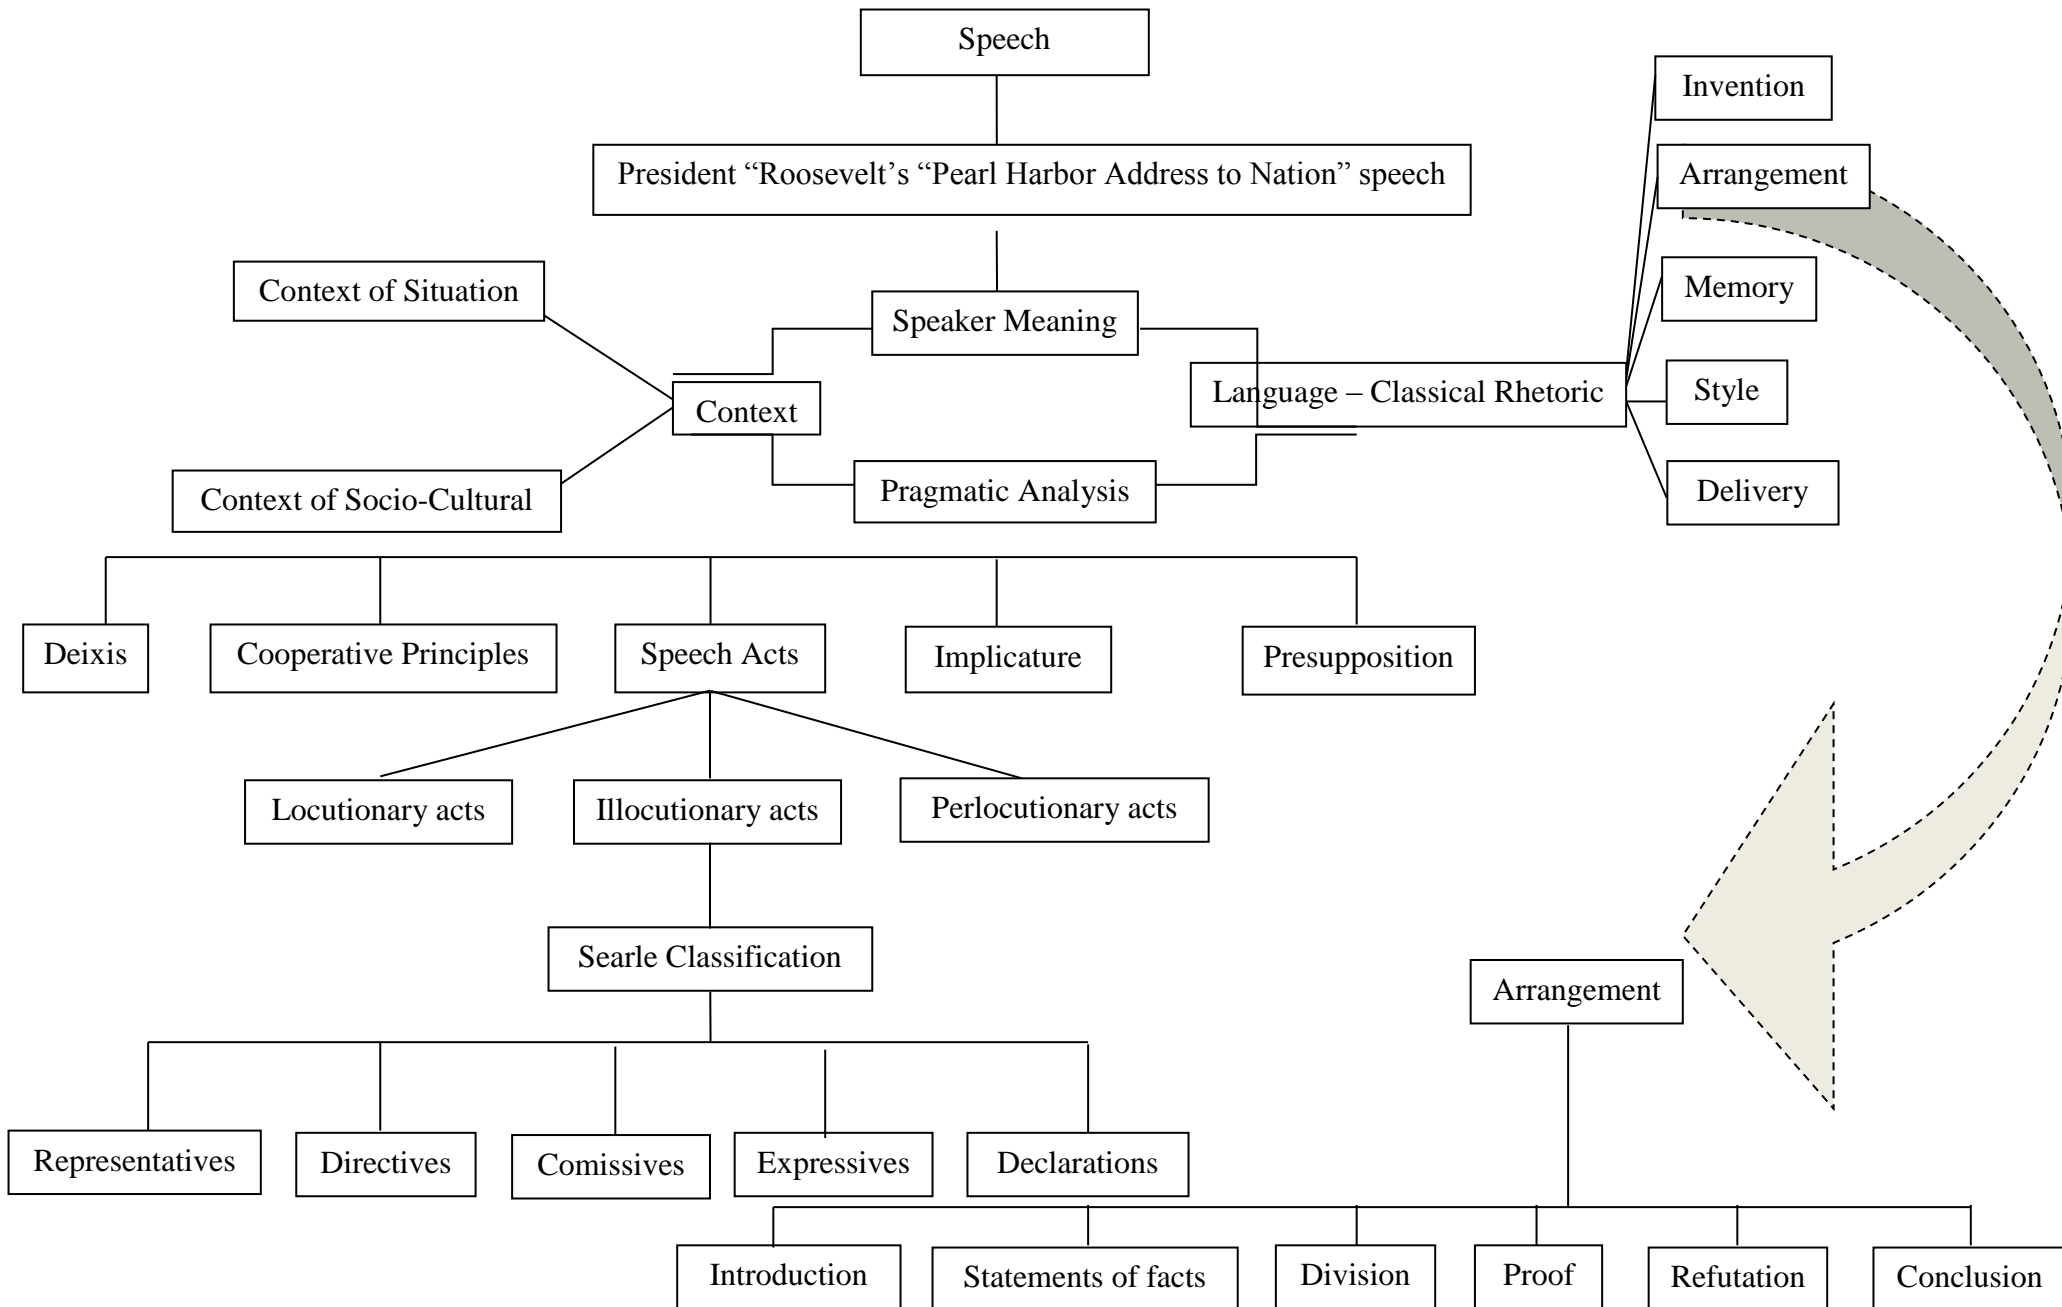 Speech
Invention
President “Roosevelt’s “Pearl Harbor Address to Nation” speech
Arrangement
Context of Situation
Memory
Speaker Meaning
Language – Classical Rhetoric
Style
Context
Context of Socio-Cultural
Pragmatic Analysis
Delivery
Deixis
Cooperative Principles
Speech Acts
Implicature
Presupposition
Locutionary acts
Illocutionary acts
Perlocutionary acts
Searle Classification
Arrangement
Representatives
Directives
Comissives
Expressives
Declarations
Introduction
Statements of facts
Division
Proof
Refutation
Conclusion